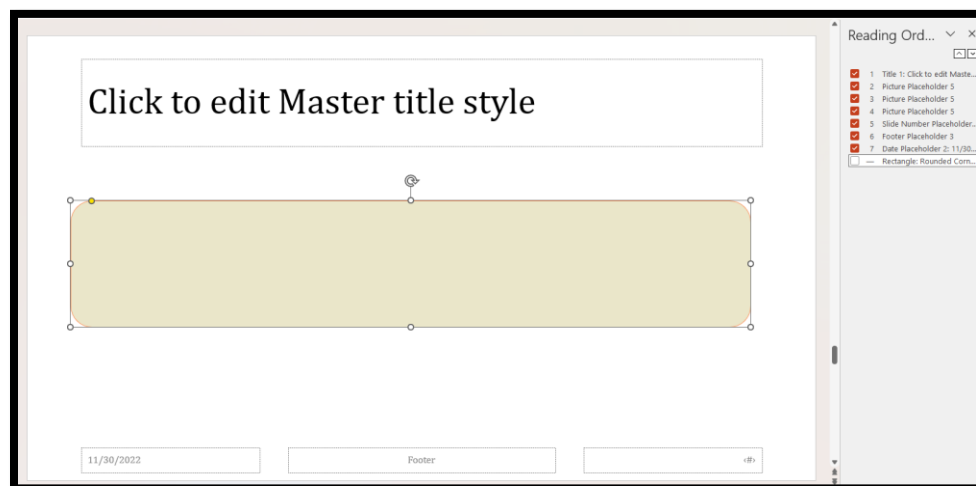 Click to edit Master title style
11/30/2022
Footer
‹#›
Reading Ord...
1 Title 1: Click to edit Maste...
2 Picture Placeholder 5
3 Picture Placeholder 5
4 Picture Placeholder 5
5 Slide Number Placeholder...
6 Footer Placeholder 3
7 Date Placeholder 2: 11/30...
— Rectangle: Rounded Corn...